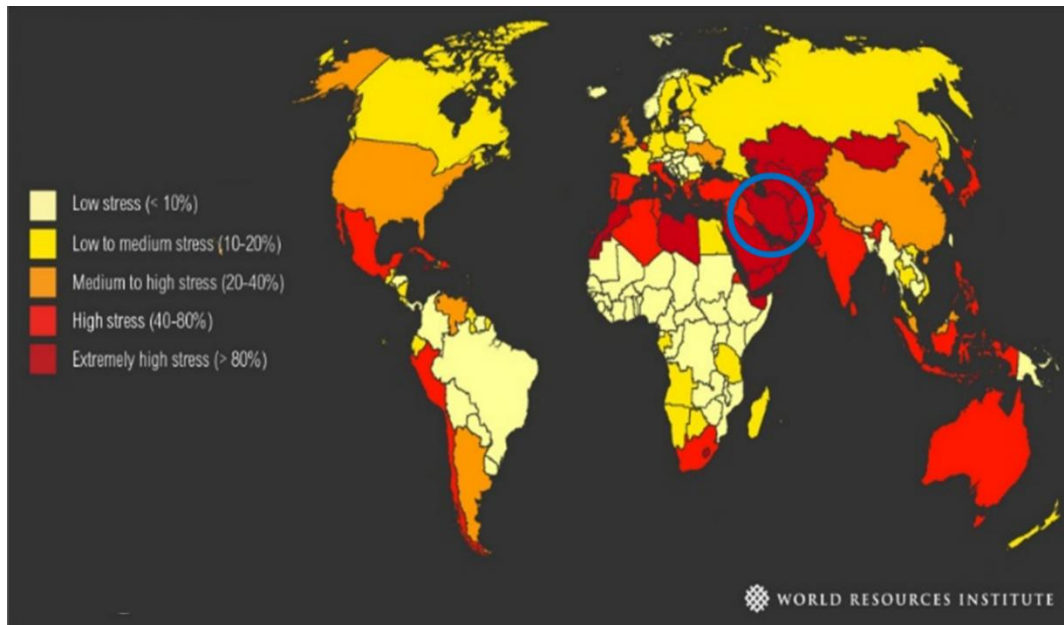 Low stress (< 10%)
Low to medium stress (10-20%)
Medium to high stress (20-40%)
High stress (40-80%)
Extremely high stress (> 80%)
WORLD RESOURCES INSTITUTE